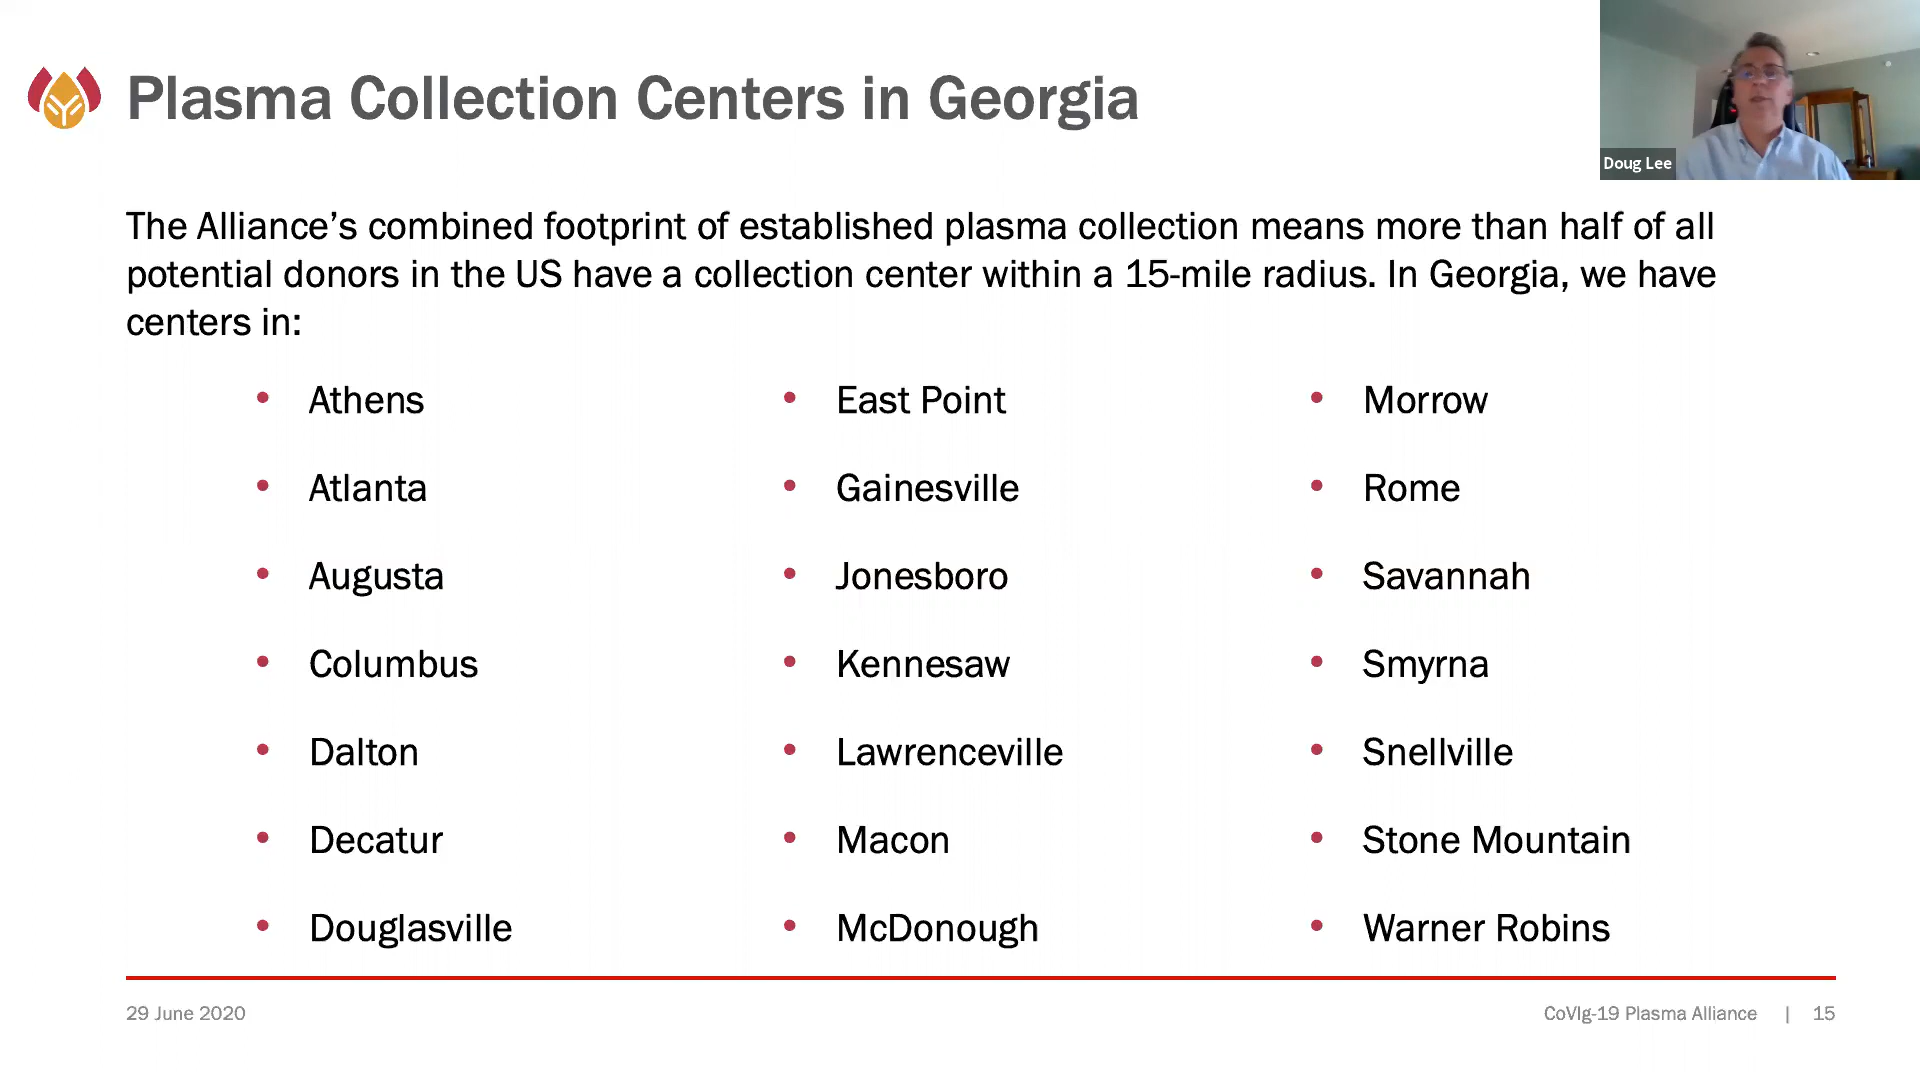 Plasma Collection Centers in Georgia
Doug Lee
The Alliance’s combined footprint of established plasma collection means more than half of all
potential donors in the US have a collection center within a 15-mile radius. In Georgia, we have
centers in:
• Athens
• Atlanta
• Augusta
• Columbus
• Dalton
• Decatur
• Douglasville
• East Point
• Gainesville
• Jonesboro
• Kennesaw
• Lawrenceville
• Macon
• McDonough
• Morrow
• Rome
• Savannah
• Smyrna
• Snellville
• Stone Mountain
• Warner Robins
29 June 2020
CoVIg-19 Plasma Alliance | 15